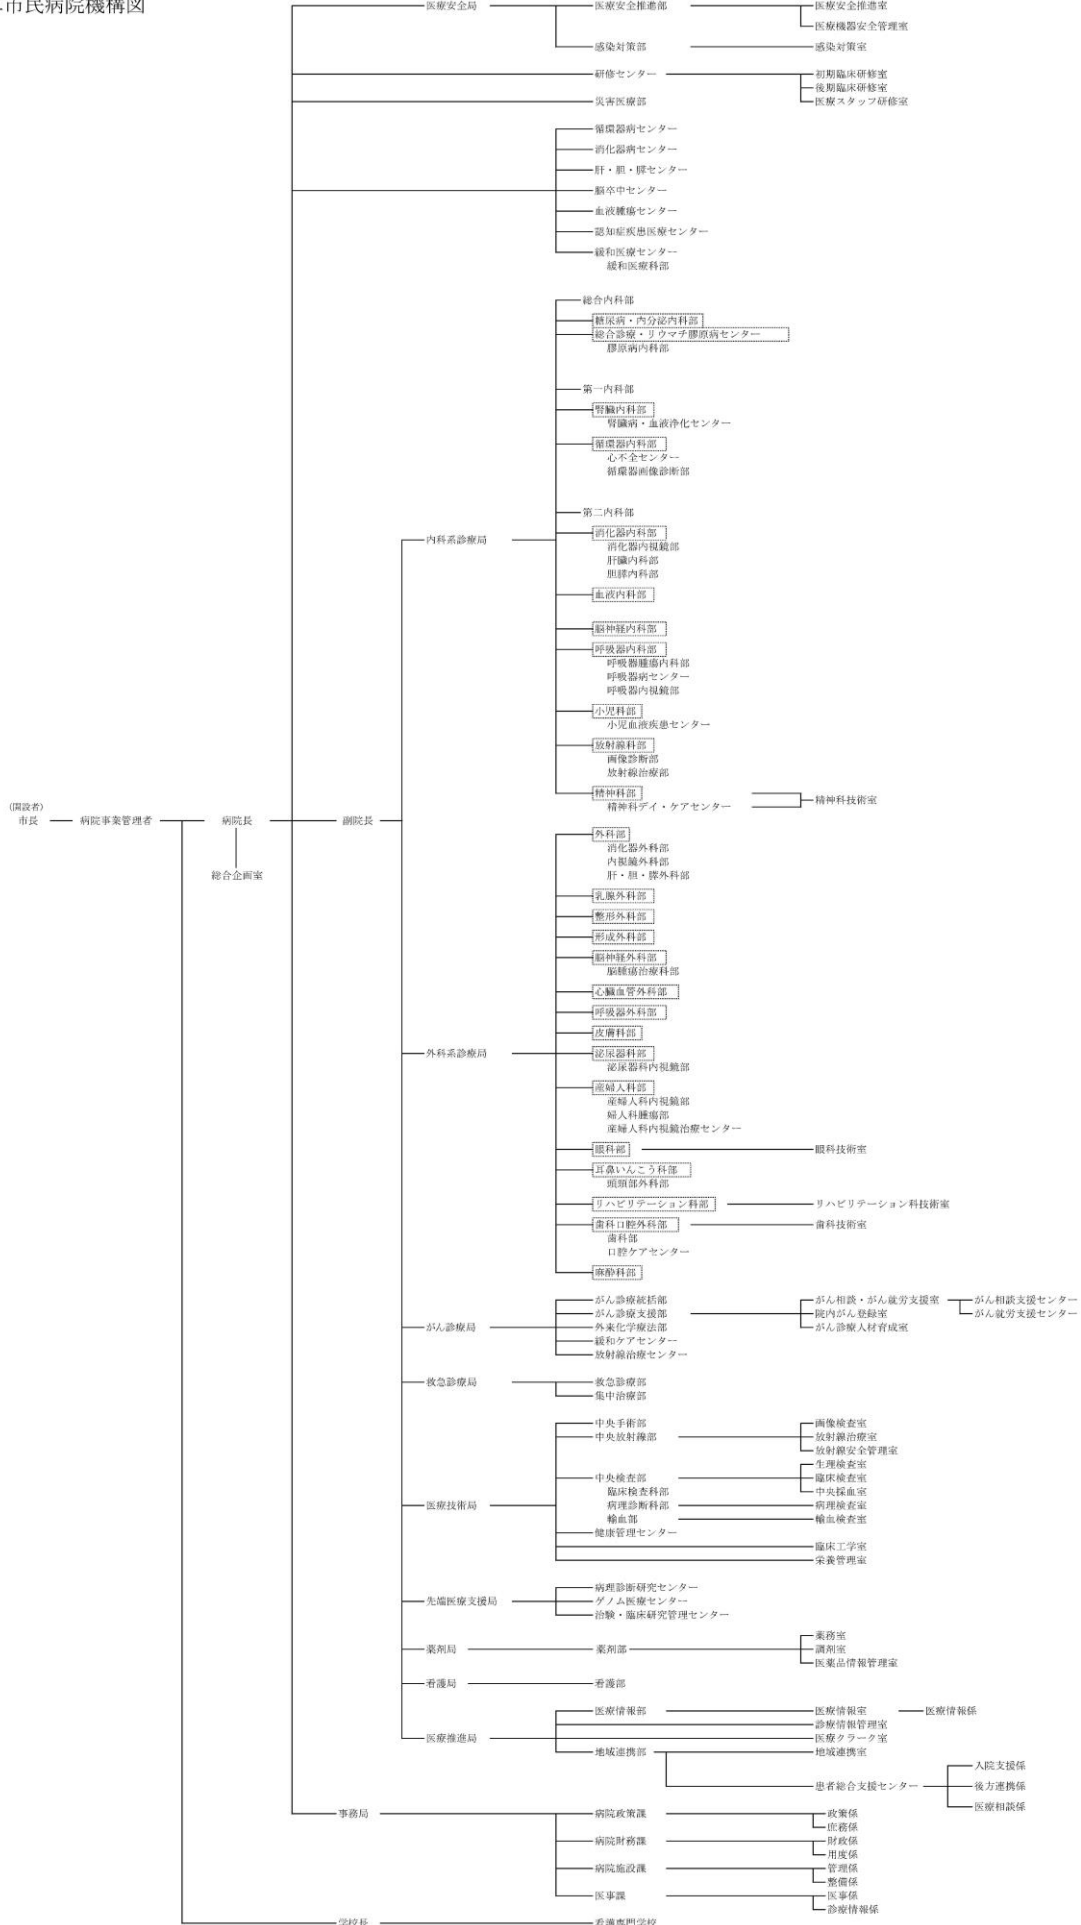 市民病院機構図
医療安全局 医療安全推進部 医療安全推進室
医療機器安全管理室
感染対策部 感染対策室
研修センター 初期臨床研修室
後期臨床研修室
災害医療部 医療スタッフ研修室
循環器病センター
消化器病センター
肝・胆・膵センター
脳卒中センター
血液腫瘍センター
認知症疾患医療センター
緩和医療センター
緩和医療科部
総合内科部
糖尿病・内分泌内科部
総合診療・リウマチ膠原病センター
膠原病内科部
第一内科部
腎臓内科部
腎臓病・血液浄化センター
循環器内科部
心不全センター
循環器画像診断部
第二内科部
消化器内科部
内科系診療局
消化器内視鏡部
肝臓内科部
胆膵内科部
血液内科部
脳神経内科部
呼吸器内科部
呼吸器腫瘍内科部
呼吸器病センター
呼吸器内視鏡部
小児科部
小児血液疾患センター
放射線科部
画像診断部
放射線治療部
精神科部
精神科技術室
精神科デイ・ケアセンター
(開設者)
市長 病院事業管理者 病院長 副院長
総合企画室
外科部
消化器外科部
内視鏡外科部
肝・胆・膵外科部
乳腺外科部
整形外科部
形成外科部
脳神経外科部
脳腫瘍治療科部
心臓血管外科部
呼吸器外科部
皮膚科部
外科系診療局 泌尿器科部
泌尿器科内視鏡部
産婦人科部
産婦人科内視鏡部
婦人科腫瘍部
産婦人科内視鏡治療センター
眼科部 眼科技術室
耳鼻いんこう科部
頭頸部外科部
リハビリテーション科部 リハビリテーション科技術室
歯科口腔外科部 歯科技術室
歯科部
口腔ケアセンター
麻酔科部
がん診療統括部 がん相談・がん就労支援室 がん相談支援センター
がん診療支援部 院内がん登録室 がん就労支援センター
がん診療局 外来化学療法部 がん診療人材育成室
緩和ケアセンター
放射線治療センター
救急診療局 救急診療部
集中治療部
中央手術部 画像検査室
中央放射線部 放射線治療室
放射線安全管理室
生理検査室
中央検査部 臨床検査室
臨床検査科部 中央採血室
医療技術局 病理診断科部 病理検査室
輸血部 輸血検査室
健康管理センター
臨床工学室
栄養管理室
病理診断研究センター
先端医療支援局 ゲノム医療センター
治験・臨床研究管理センター
薬務室
薬剤局 薬剤部 調剤室
医薬品情報管理室
看護局 看護部
医療情報部 医療情報室 医療情報係
診療情報管理室
医療推進局 医療クラーク室
地域連携部 地域連携室
入院支援係
患者総合支援センター 後方連携係
医療相談係
事務局 病院政策課 政策係
庶務係
病院財務課 財政係
用度係
病院施設課 管理係
整備係
医事課 医事係
診療情報係
学校長 看護専門学校